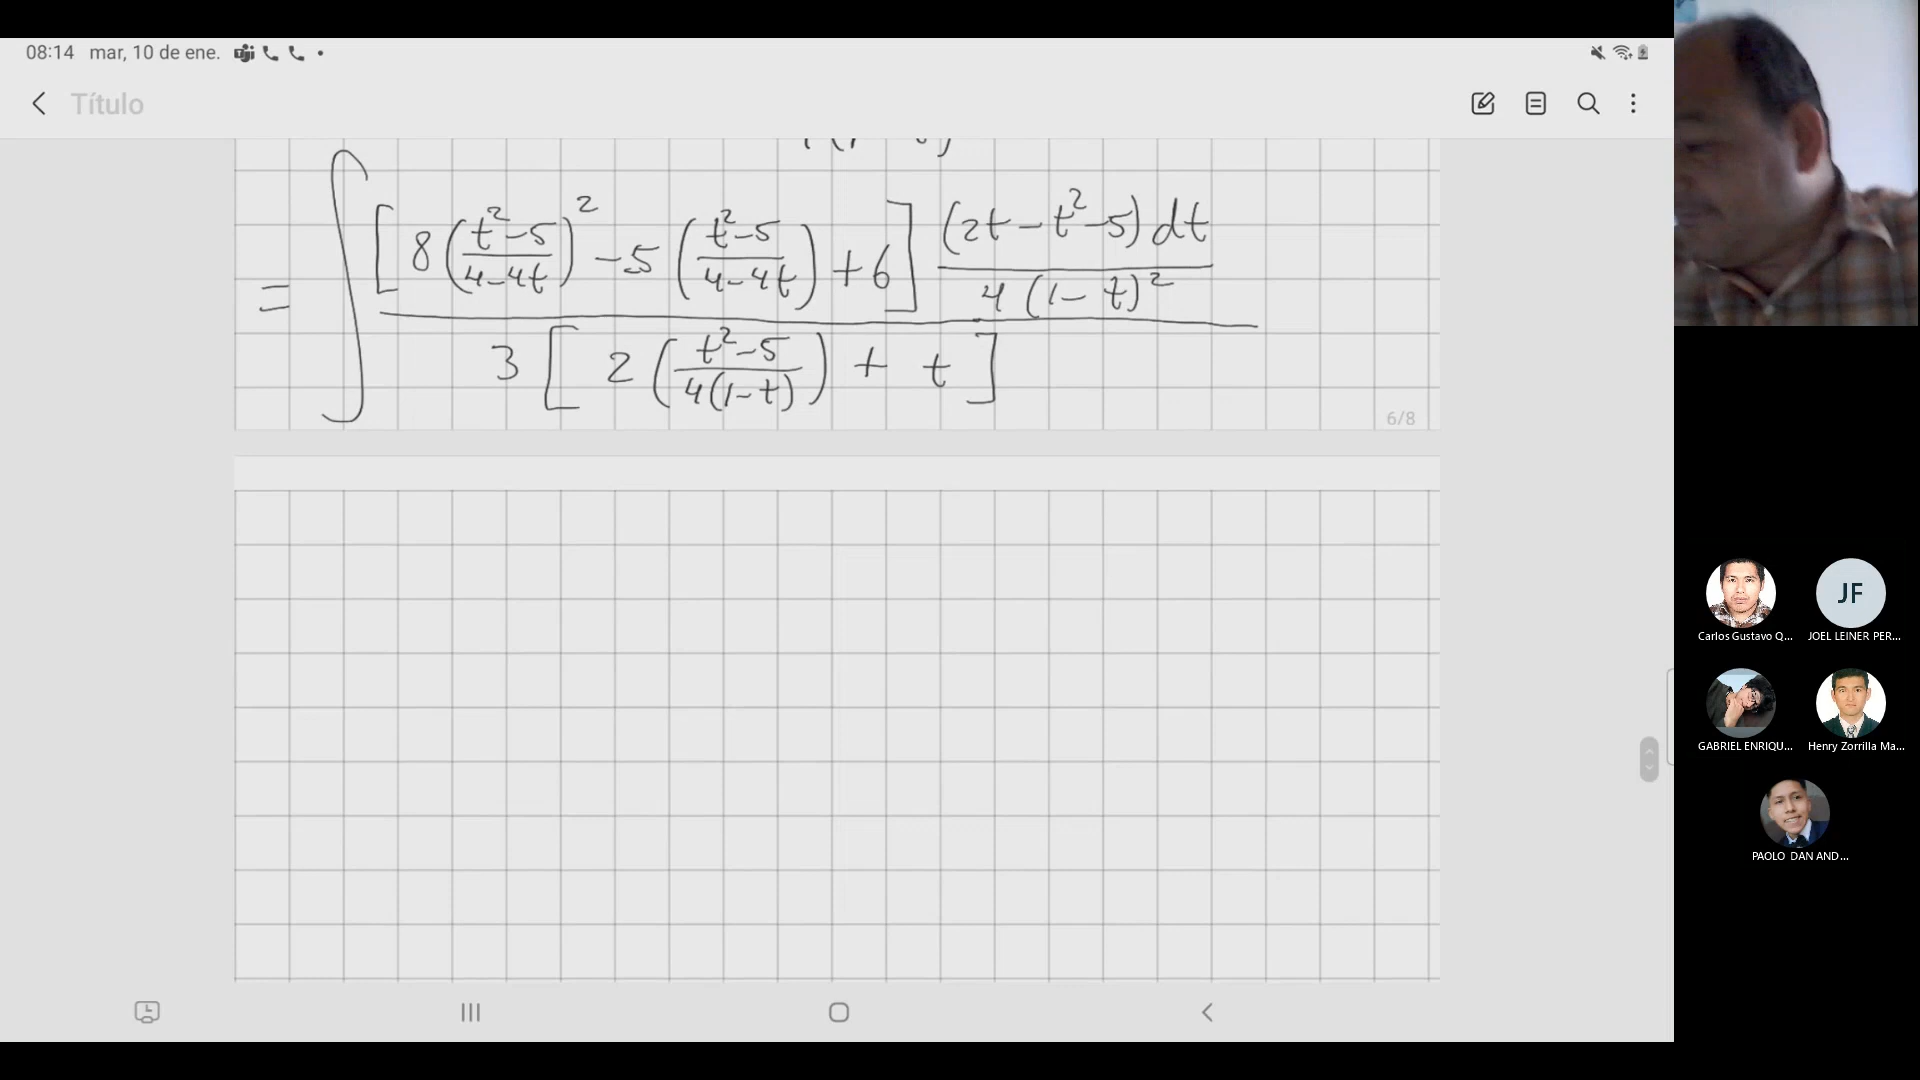 08:14 mar, 10 de ene.
Título
= ∫ [8((t²-5)/(4-4t))² -5((t²-5)/(4-4t)) +6] (2t-t²-5)dt/(4(1-t)²)
3[2((t²-5)/(4(1-t))) + t]
6/8
JF
Carlos Gustavo Q...
JOEL LEINER PER...
GABRIEL ENRIQU...
Henry Zorrilla Ma...
PAOLO DAN AND...